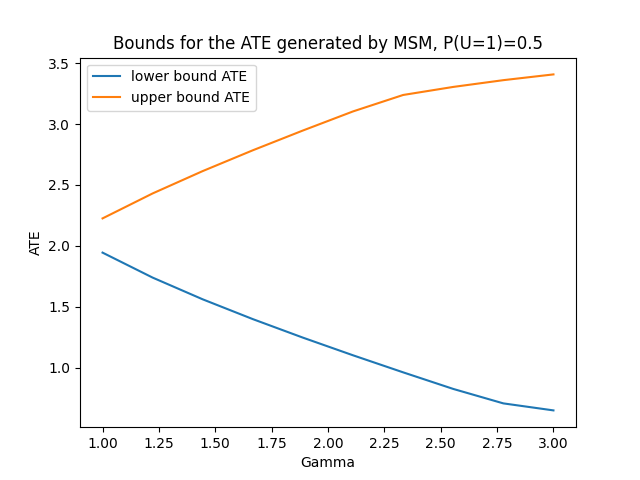 Bounds for the ATE generated by MSM, P(U=1)=0.5
lower bound ATE
upper bound ATE
ATE
3.5
3.0
2.5
2.0
1.5
1.0
1.00 1.25 1.50 1.75 2.00 2.25 2.50 2.75 3.00
Gamma